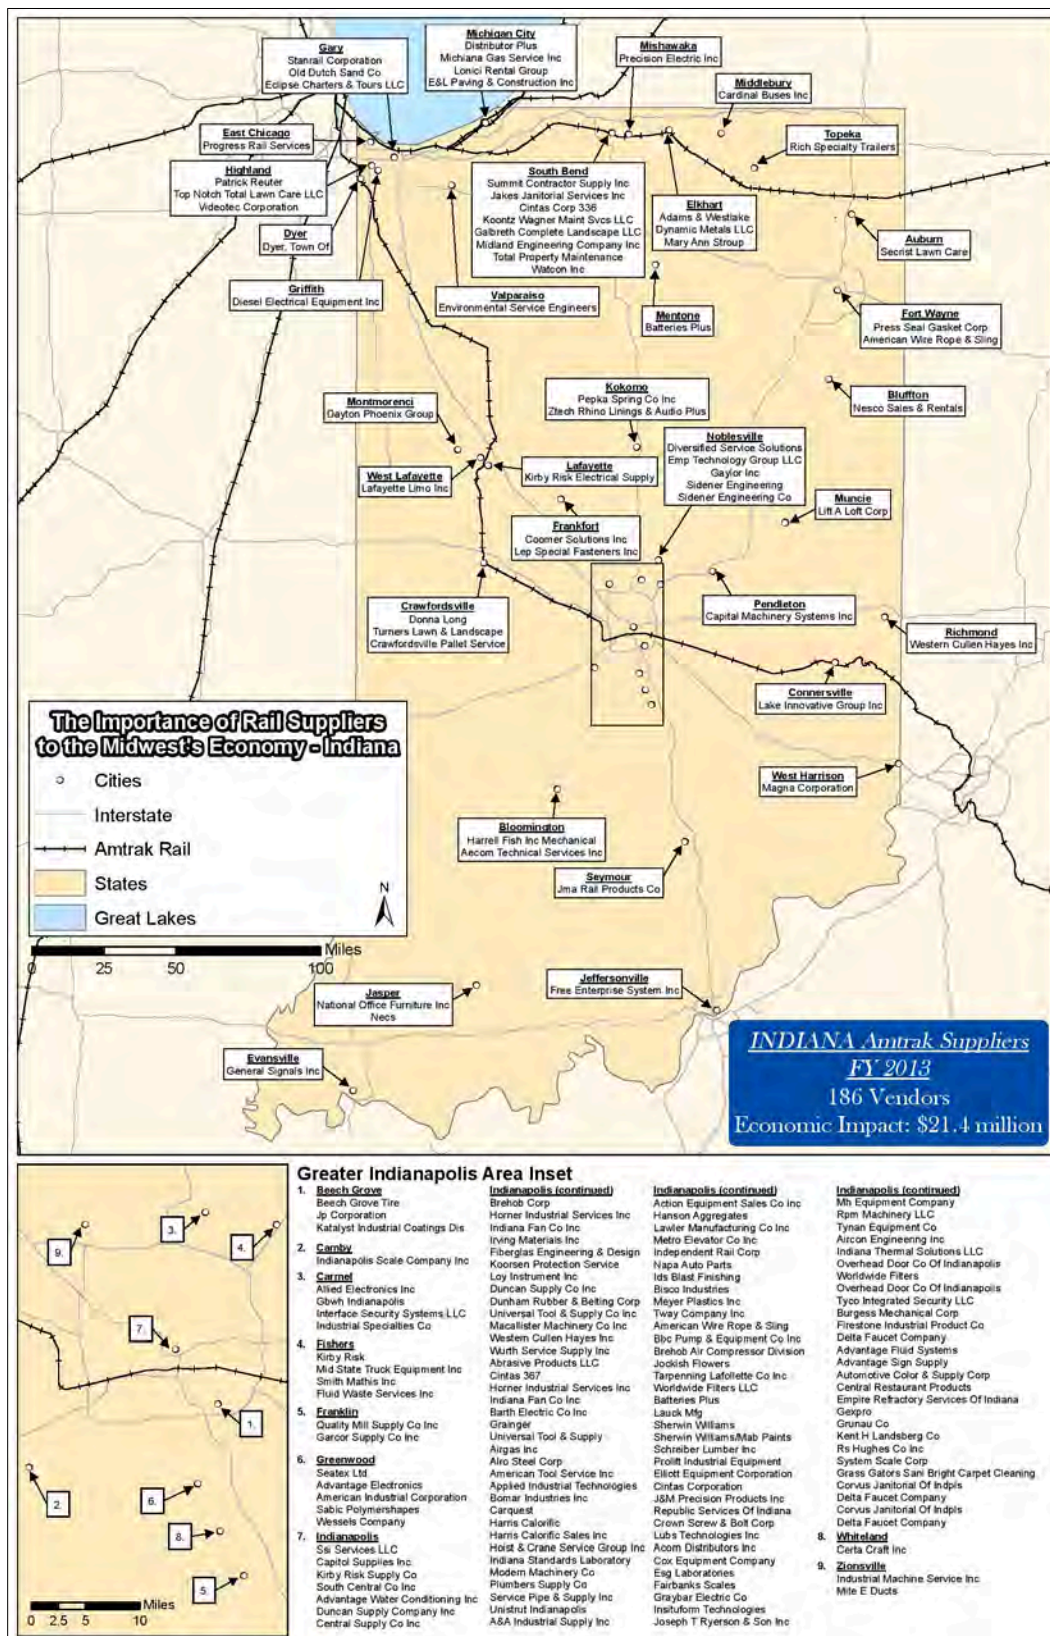 Gary
Stanrail Corporation
Old Dutch Sand Co
Eclipse Charters & Tours LLC
Michigan City
Distributor Plus
Michiana Gas Service Inc
Lonici Rental Group
E&L Paving & Construction Inc
Mishawaka
Precision Electric Inc
Middlebury
Cardinal Buses Inc
East Chicago
Progress Rail Services
Topeka
Rich Specialty Trailers
Highland
Patrick Reuter
Top Notch Total Lawn Care LLC
Videotec Corporation
South Bend
Summit Contractor Supply Inc
Jakes Janitorial Services Inc
Cintas Corp 336
Koontz Wagner Maint Svcs LLC
Galbreth Complete Landscape LLC
Midland Engineering Company Inc
Total Property Maintenance
Watcon Inc
Elkhart
Adams & Westlake
Dynamic Metals LLC
Mary Ann Stroup
Dyer
Dyer, Town Of
Auburn
Secrist Lawn Care
Griffith
Diesel Electrical Equipment Inc
Valparaiso
Environmental Service Engineers
Mentone
Batteries Plus
Fort Wayne
Press Seal Gasket Corp
American Wire Rope & Sling
Bluffton
Nesco Sales & Rentals
Kokomo
Pepka Spring Co Inc
Ztech Rhino Linings & Audio Plus
Montmorenci
Dayton Phoenix Group
Noblesville
Diversified Service Solutions
Emp Technology Group LLC
Gaylor Inc
Sidener Engineering
Sidener Engineering Co
West Lafayette
Lafayette Limo Inc
Lafayette
Kirby Risk Electrical Supply
Muncie
Lift A Loft Corp
Frankfort
Coomer Solutions Inc
Lep Special Fasteners Inc
Crawfordsville
Donna Long
Turners Lawn & Landscape
Crawfordsville Pallet Service
Pendleton
Capital Machinery Systems Inc
Richmond
Western Cullen Hayes Inc
Connersville
Lake Innovative Group Inc
The Importance of Rail Suppliers
to the Midwest's Economy - Indiana
Cities
Interstate
Amtrak Rail
States
Great Lakes
N
Miles
0 25 50 100
West Harrison
Magna Corporation
Bloomington
Harrell Fish Inc Mechanical
Aecom Technical Services Inc
Seymour
Jma Rail Products Co
Jasper
National Office Furniture Inc
Necs
Jeffersonville
Free Enterprise System Inc
Evansville
General Signals Inc
INDIANA Amtrak Suppliers
FY 2013
186 Vendors
Economic Impact: $21.4 million
9.
3.
4.
7.
1.
2.
6.
8.
5.
Miles
0 2.5 5 10
Greater Indianapolis Area Inset
1. Beech Grove
Beech Grove Tire
Jp Corporation
Katalyst Industrial Coatings Dis
2. Camby
Indianapolis Scale Company Inc
3. Carmel
Allied Electronics Inc
Gbwh Indianapolis
Interface Security Systems LLC
Industrial Specialties Co
4. Fishers
Kirby Risk
Mid State Truck Equipment Inc
Smith Mathis Inc
Fluid Waste Services Inc
5. Franklin
Quality Mill Supply Co Inc
Garcor Supply Co Inc
6. Greenwood
Seatex Ltd
Advantage Electronics
American Industrial Corporation
Sabic Polymershapes
Wessels Company
7. Indianapolis
Ssi Services LLC
Capitol Supplies Inc
Kirby Risk Supply Co
South Central Co Inc
Advantage Water Conditioning Inc
Duncan Supply Company Inc
Central Supply Co Inc
Indianapolis (continued)
Brehob Corp
Horner Industrial Services Inc
Indiana Fan Co Inc
Irving Materials Inc
Fiberglas Engineering & Design
Koorsen Protection Service
Loy Instrument Inc
Duncan Supply Co Inc
Dunham Rubber & Belting Corp
Universal Tool & Supply Co Inc
Macallister Machinery Co Inc
Western Cullen Hayes Inc
Wurth Service Supply Inc
Abrasive Products LLC
Cintas 367
Horner Industrial Services Inc
Indiana Fan Co Inc
Barth Electric Co Inc
Grainger
Universal Tool & Supply
Airgas Inc
Alro Steel Corp
American Tool Service Inc
Applied Industrial Technologies
Bomar Industries Inc
Carquest
Harris Calorific
Harris Calorific Sales Inc
Hoist & Crane Service Group Inc
Indiana Standards Laboratory
Modern Machinery Co
Plumbers Supply Co
Service Pipe & Supply Inc
Unistrut Indianapolis
A&A Industrial Supply Inc
Indianapolis (continued)
Action Equipment Sales Co Inc
Hanson Aggregates
Lawler Manufacturing Co Inc
Metro Elevator Co Inc
Independent Rail Corp
Napa Auto Parts
Ids Blast Finishing
Bisco Industries
Meyer Plastics Inc
Tway Company Inc
American Wire Rope & Sling
Bbc Pump & Equipment Co Inc
Brehob Air Compressor Division
Jockish Flowers
Tarpenning Lafollette Co Inc
Worldwide Filters LLC
Batteries Plus
Lauck Mfg
Sherwin Williams
Sherwin Williams/Mab Paints
Schreiber Lumber Inc
Prolift Industrial Equipment
Elliott Equipment Corporation
Cintas Corporation
J&M Precision Products Inc
Republic Services Of Indiana
Crown Screw & Bolt Corp
Lubs Technologies Inc
Acorn Distributors Inc
Cox Equipment Company
Esg Laboratories
Fairbanks Scales
Graybar Electric Co
Insituform Technologies
Joseph T Ryerson & Son Inc
Indianapolis (continued)
Mh Equipment Company
Rpm Machinery LLC
Tynan Equipment Co
Aircon Engineering Inc
Indiana Thermal Solutions LLC
Overhead Door Co Of Indianapolis
Worldwide Filters
Overhead Door Co Of Indianapolis
Tyco Integrated Security LLC
Burgess Mechanical Corp
Firestone Industrial Product Co
Delta Faucet Company
Advantage Fluid Systems
Advantage Sign Supply
Automotive Color & Supply Corp
Central Restaurant Products
Empire Refractory Services Of Indiana
Gexpro
Grunau Co
Kent H Landsberg Co
Rs Hughes Co Inc
System Scale Corp
Grass Gators Sani Bright Carpet Cleaning
Corvus Janitorial Of Indpls
Delta Faucet Company
Corvus Janitorial Of Indpls
Delta Faucet Company
8. Whiteland
Certa Craft Inc
9. Zionsville
Industrial Machine Service Inc
Mite E Ducts